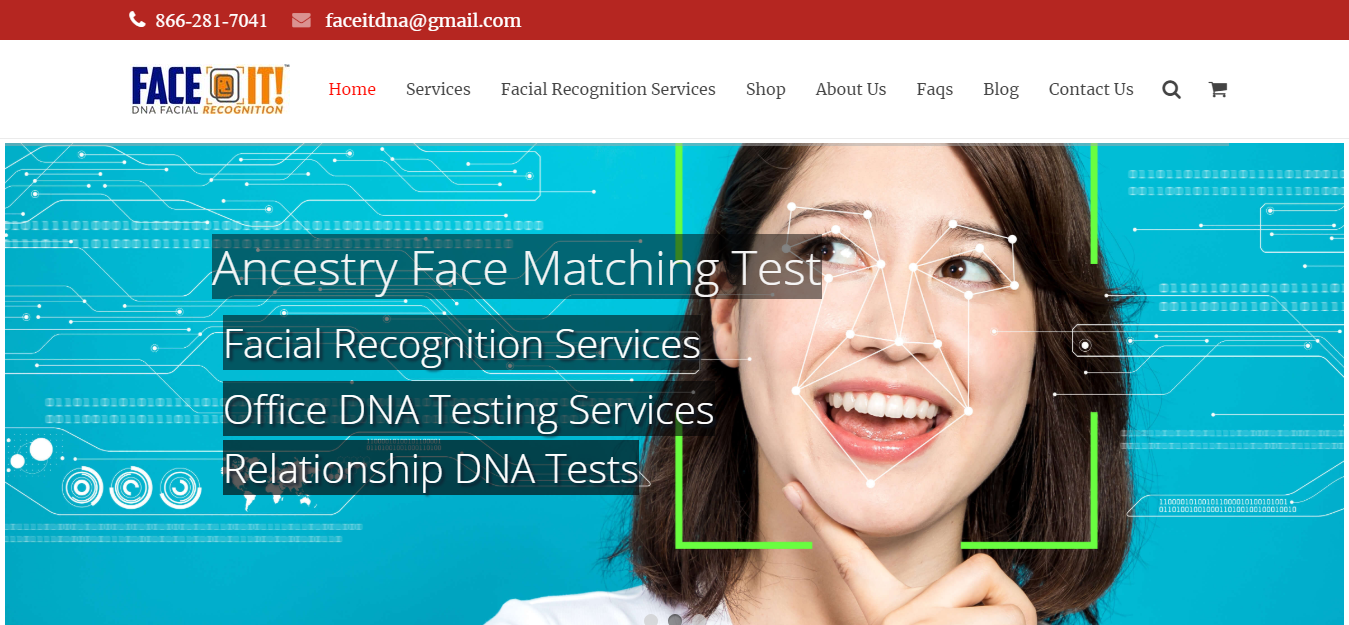 866-281-7041 faceitdna@gmail.com
FACE IT!™
DNA FACIAL RECOGNITION
Home Services Facial Recognition Services Shop About Us Faqs Blog Contact Us
Ancestry Face Matching Test
Facial Recognition Services
Office DNA Testing Services
Relationship DNA Tests